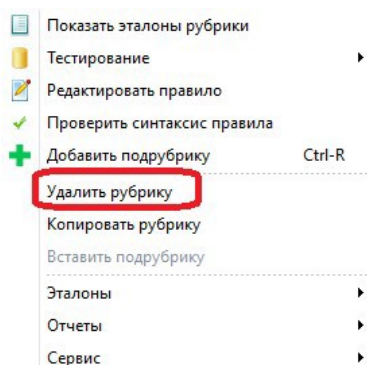 Показать эталоны рубрики
Тестирование
Редактировать правило
Проверить синтаксис правила
Добавить подрубрику Ctrl-R
Удалить рубрику
Копировать рубрику
Вставить подрубрику
Эталоны
Отчеты
Сервис